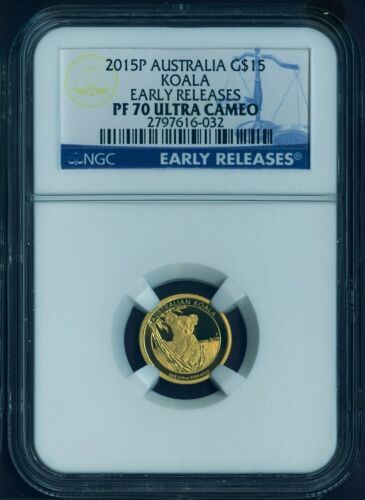 2015P AUSTRALIA G$15
KOALA
EARLY RELEASES
PF 70 ULTRA CAMEO
2797616-032
NGC
EARLY RELEASES®
AUSTRALIAN KOALA